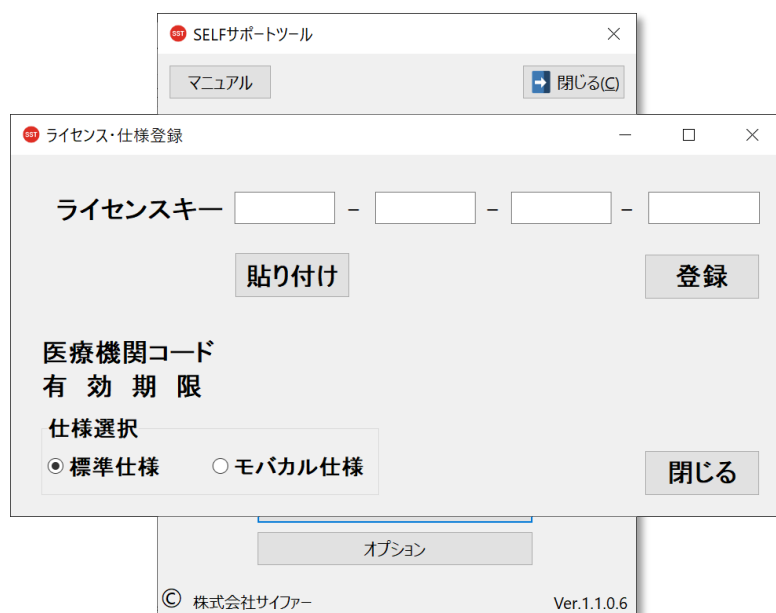 SST SELFサポートツール
マニュアル 閉じる(C)
SST ライセンス・仕様登録
ライセンスキー - - -
貼り付け 登録
医療機関コード
有効期限
仕様選択
標準仕様 モバカル仕様
閉じる
オプション
© 株式会社サイファー Ver.1.1.0.6